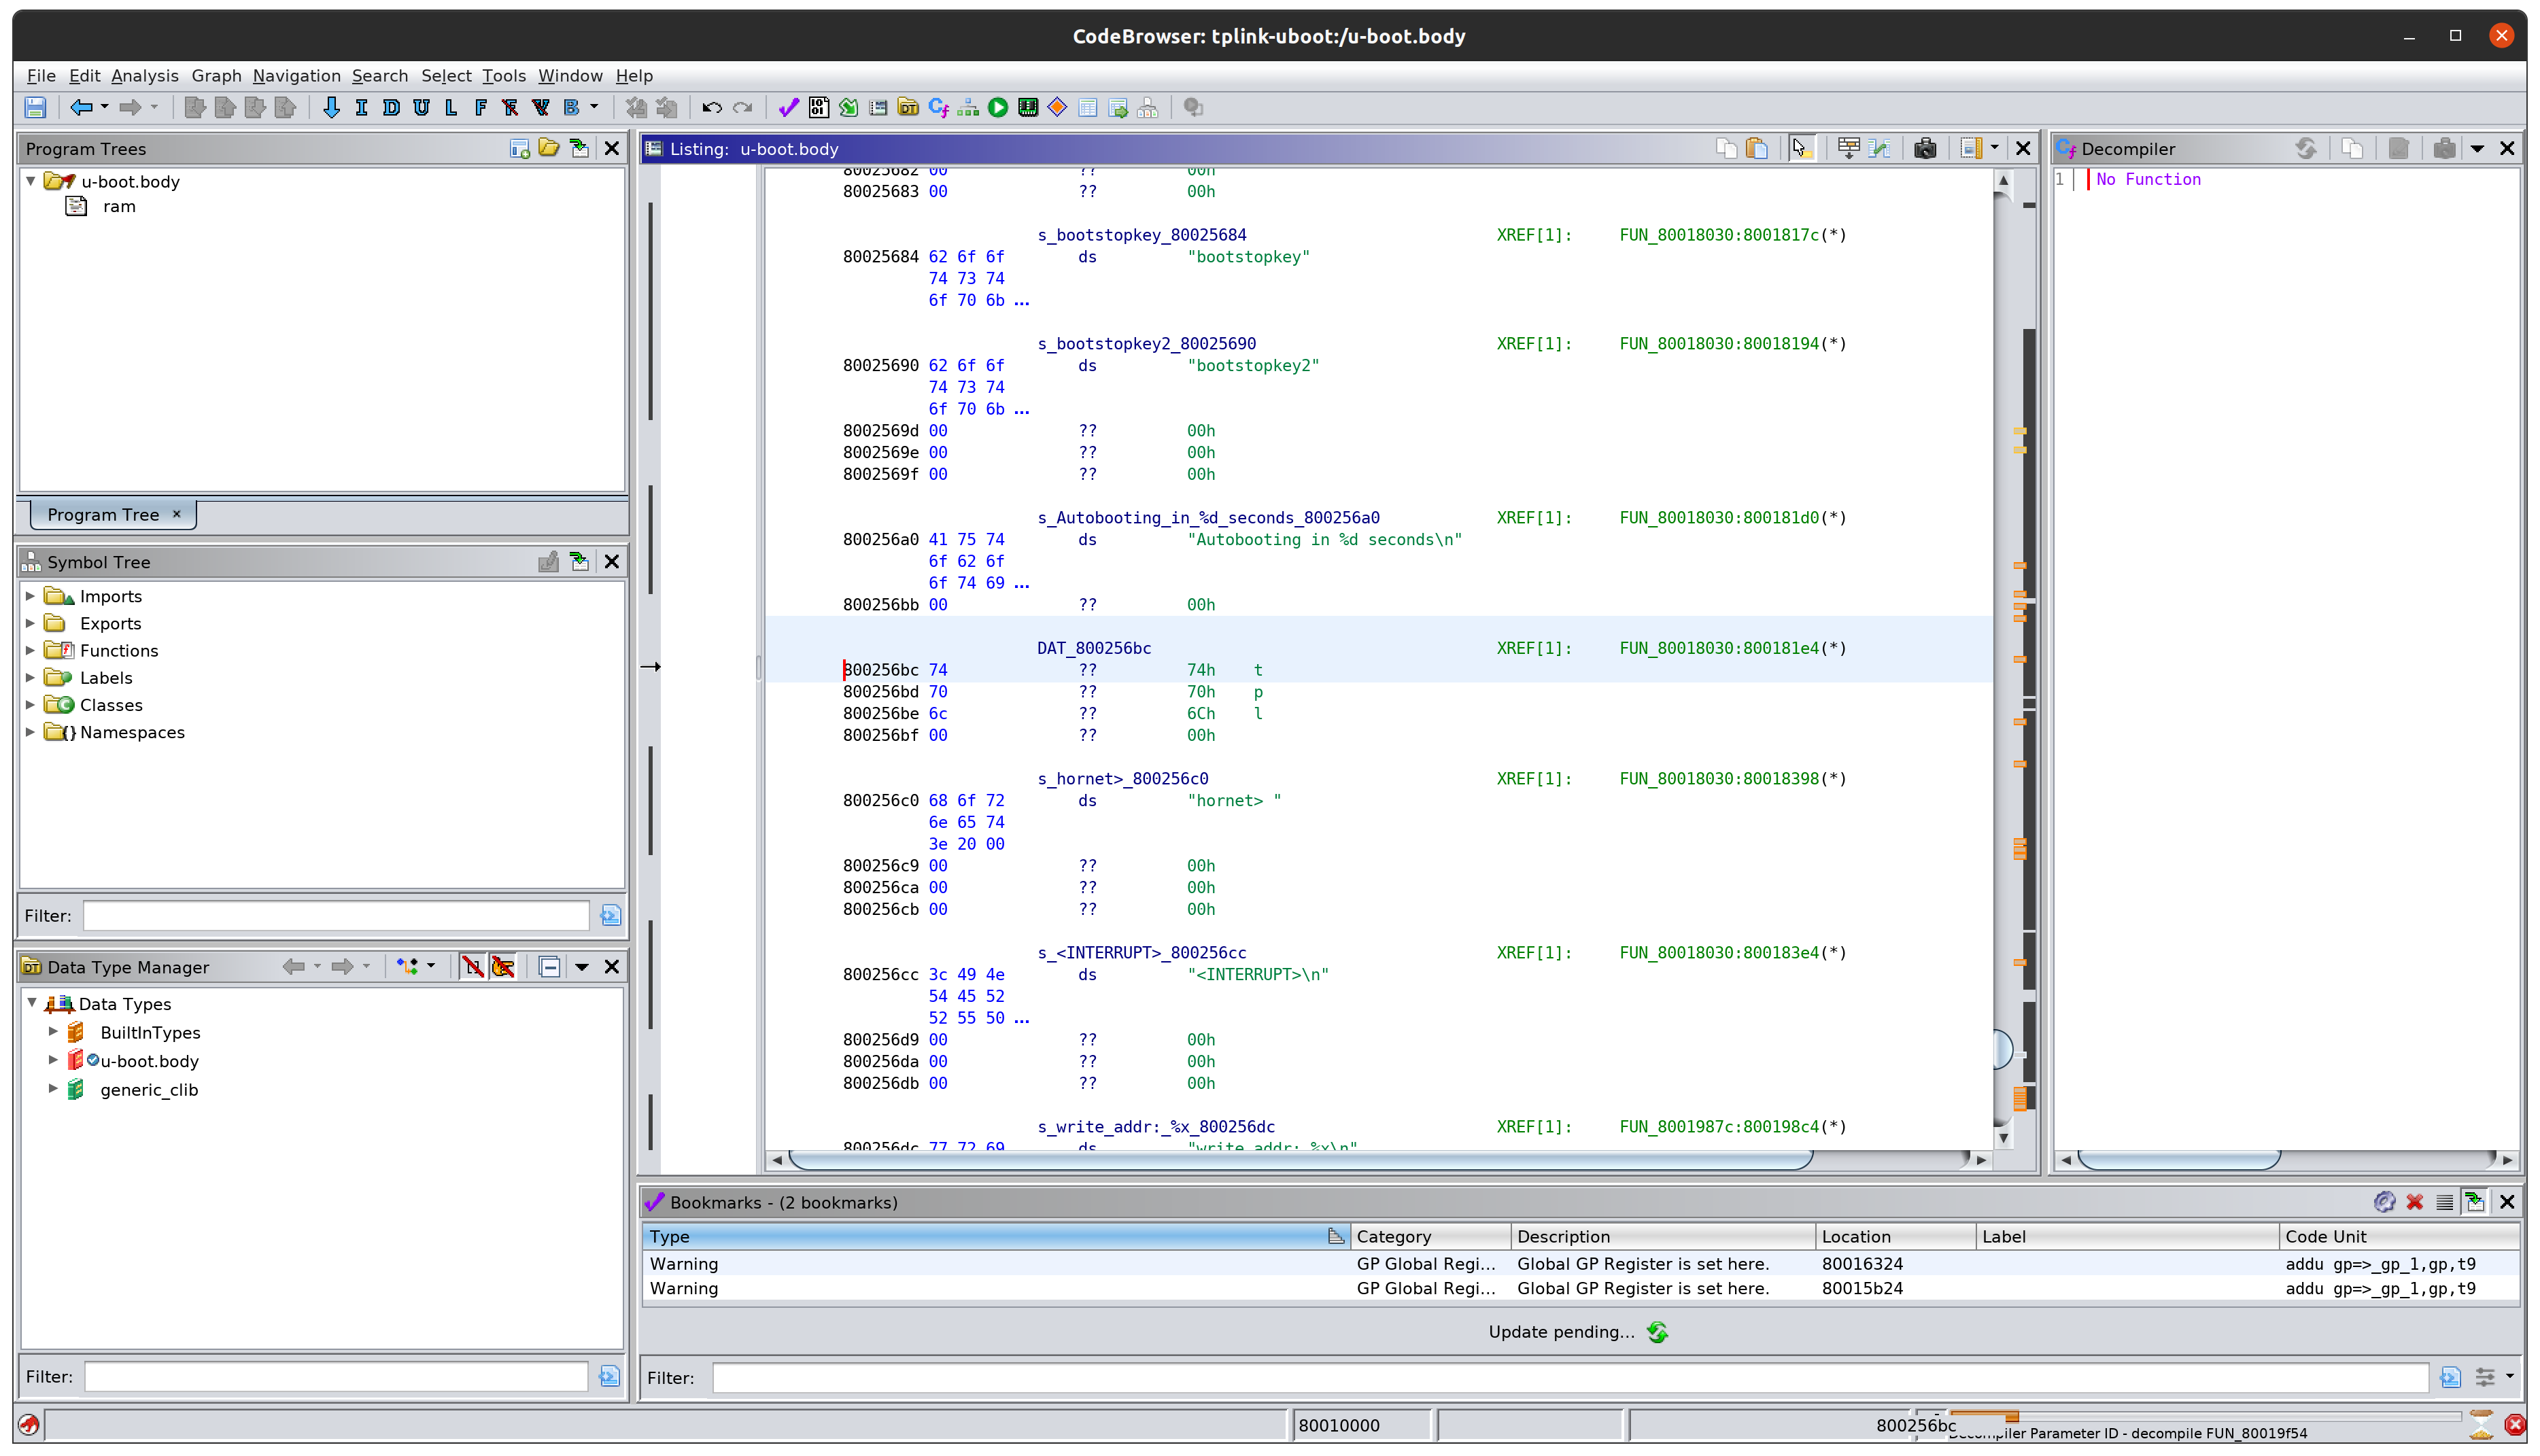 CodeBrowser: tplink-uboot:/u-boot.body
File Edit Analysis Graph Navigation Search Select Tools Window Help
I D U L F B
Program Trees
u-boot.body
ram
Program Tree ×
Symbol Tree
Imports
Exports
Functions
Labels
Classes
Namespaces
Filter:
Data Type Manager
Data Types
BuiltInTypes
u-boot.body
generic_clib
Filter:
Listing: u-boot.body
80025682 00 ?? 00h
80025683 00 ?? 00h
s_bootstopkey_80025684 XREF[1]: FUN_80018030:8001817c(*)
80025684 62 6f 6f ds "bootstopkey"
74 73 74
6f 70 6b ...
s_bootstopkey2_80025690 XREF[1]: FUN_80018030:80018194(*)
80025690 62 6f 6f ds "bootstopkey2"
74 73 74
6f 70 6b ...
8002569d 00 ?? 00h
8002569e 00 ?? 00h
8002569f 00 ?? 00h
s_Autobooting_in_%d_seconds_800256a0 XREF[1]: FUN_80018030:800181d0(*)
800256a0 41 75 74 ds "Autobooting in %d seconds\n"
6f 62 6f
6f 74 69 ...
800256bb 00 ?? 00h
DAT_800256bc XREF[1]: FUN_80018030:800181e4(*)
800256bc 74 ?? 74h t
800256bd 70 ?? 70h p
800256be 6c ?? 6Ch l
800256bf 00 ?? 00h
s_hornet>_800256c0 XREF[1]: FUN_80018030:80018398(*)
800256c0 68 6f 72 ds "hornet> "
6e 65 74
3e 20 00
800256c9 00 ?? 00h
800256ca 00 ?? 00h
800256cb 00 ?? 00h
s_<INTERRUPT>_800256cc XREF[1]: FUN_80018030:800183e4(*)
800256cc 3c 49 4e ds "<INTERRUPT>\n"
54 45 52
52 55 50 ...
800256d9 00 ?? 00h
800256da 00 ?? 00h
800256db 00 ?? 00h
s_write_addr:_%x_800256dc XREF[1]: FUN_8001987c:800198c4(*)
800256dc 77 72 69 ds "write addr: %x\n"
Decompiler
1 No Function
Bookmarks - (2 bookmarks)
Type Category Description Location Label Code Unit
Warning GP Global Regi... Global GP Register is set here. 80016324 addu gp=>_gp_1,gp,t9
Warning GP Global Regi... Global GP Register is set here. 80015b24 addu gp=>_gp_1,gp,t9
Update pending...
Filter:
80010000 800256bc
Decompiler Parameter ID - decompile FUN_80019f54